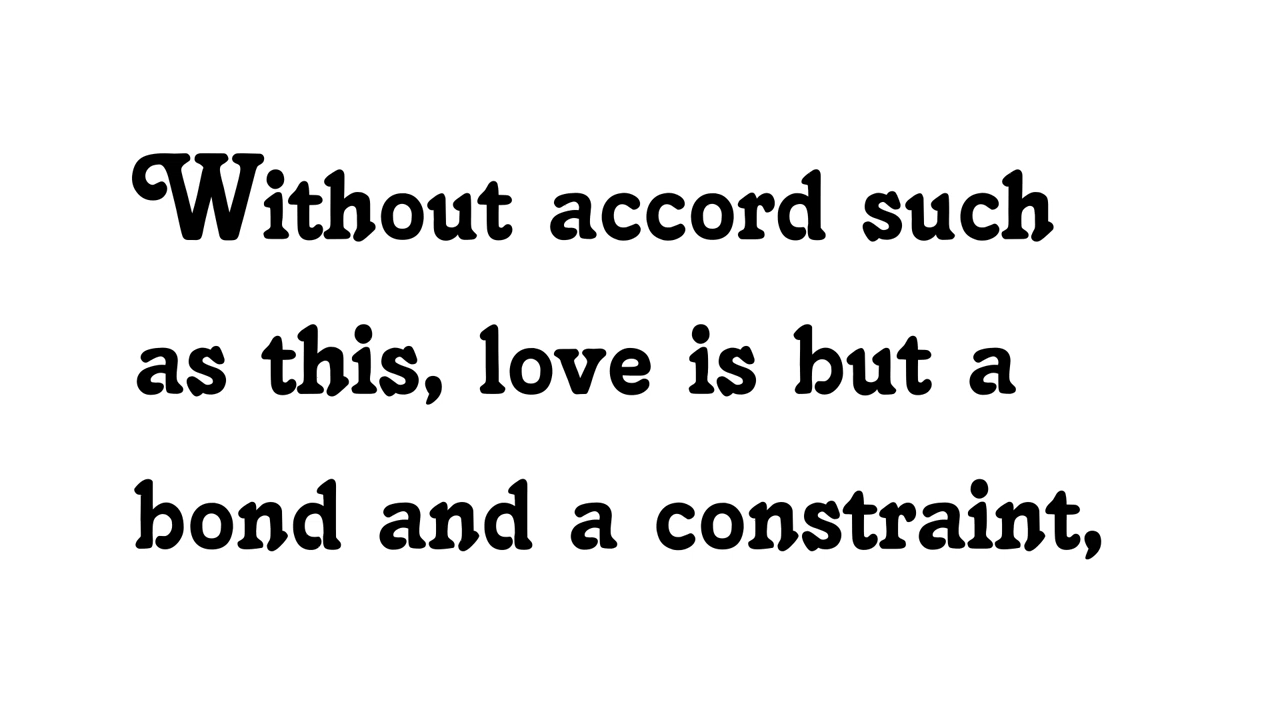 Without accord such
as this, love is but a
bond and a constraint,